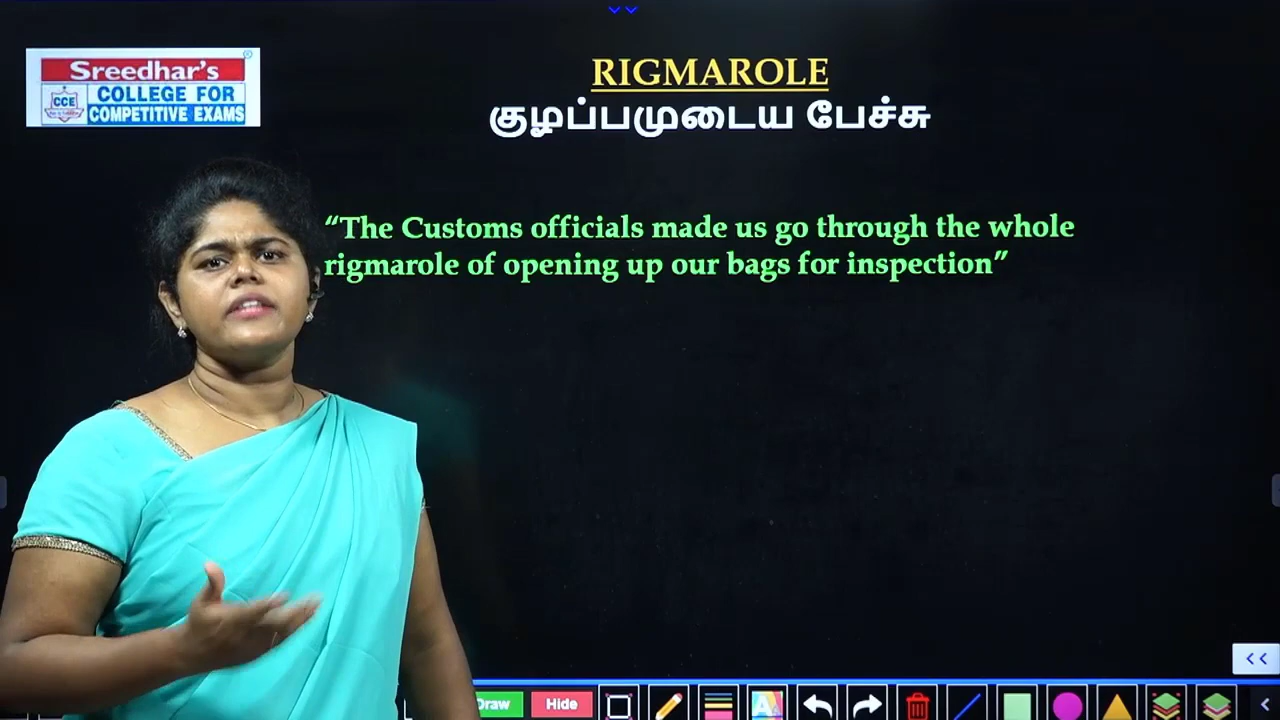 Sreedhar's
CCE
COLLEGE FOR
COMPETITIVE EXAMS
RIGMAROLE
குழப்பமுடைய பேச்சு
“The Customs officials made us go through the whole
rigmarole of opening up our bags for inspection”
Draw
Hide